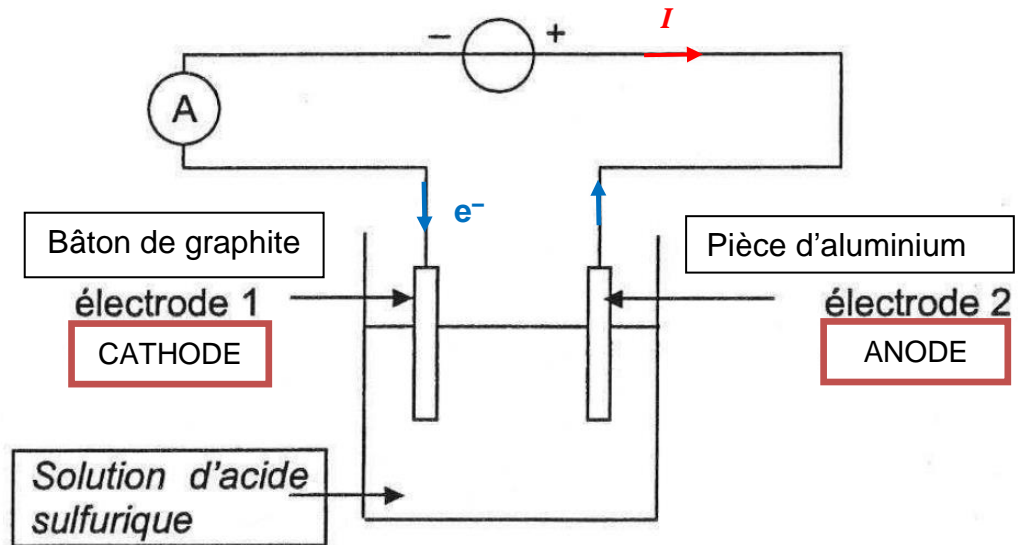 I
– +
A
e–
Bâton de graphite
Pièce d'aluminium
électrode 1
électrode 2
CATHODE
ANODE
Solution d'acide
sulfurique